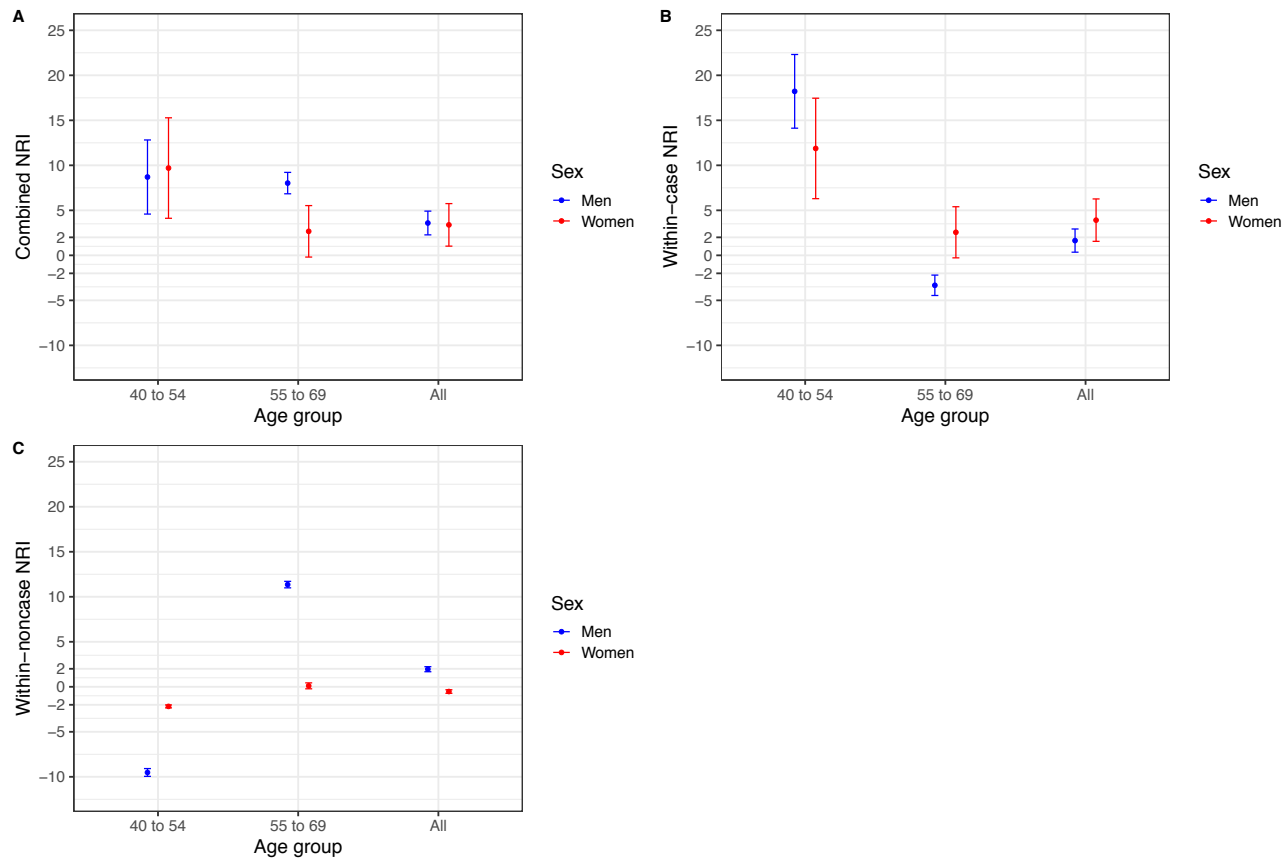 A
Combined NRI
25
20
15
10
5
2
0
−2
−5
−10
40 to 54
55 to 69
All
Age group
Sex
Men
Women
B
Within−case NRI
25
20
15
10
5
2
0
−2
−5
−10
40 to 54
55 to 69
All
Age group
Sex
Men
Women
C
Within−noncase NRI
25
20
15
10
5
2
0
−2
−5
−10
40 to 54
55 to 69
All
Age group
Sex
Men
Women